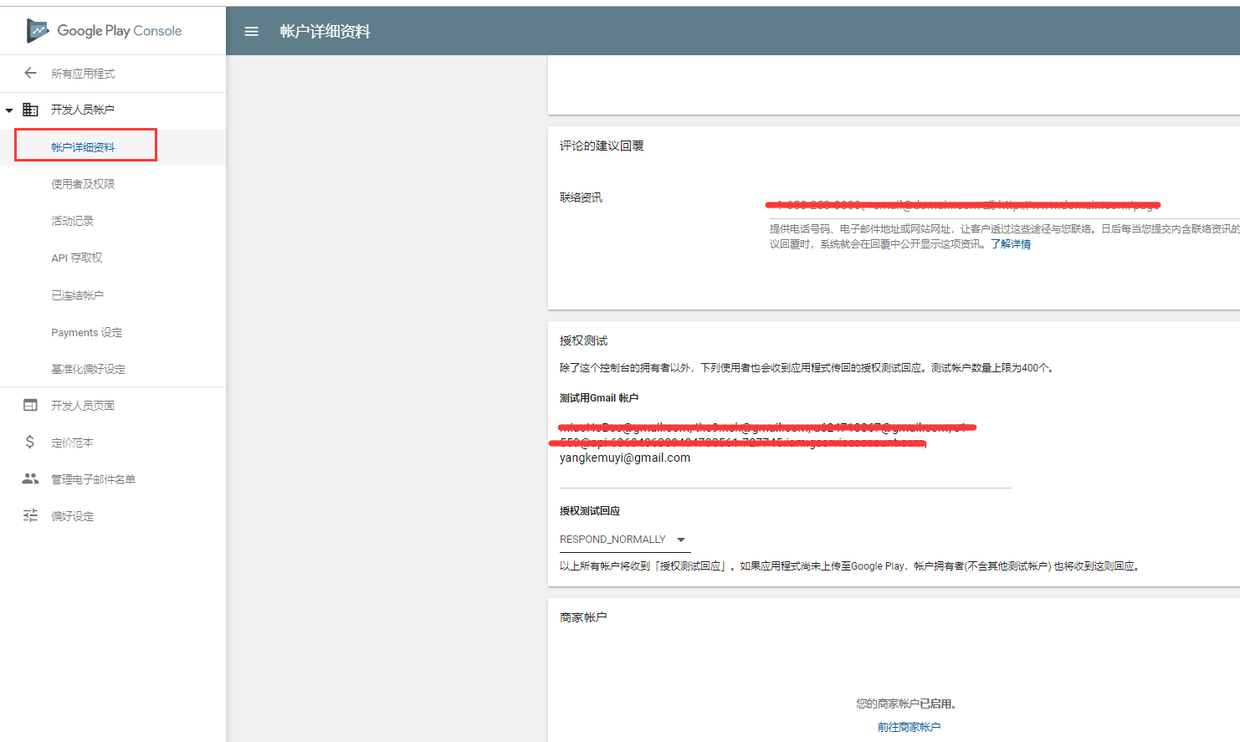 Google Play Console
帐户详细资料
所有应用程式
开发人员帐户
帐户详细资料
使用者及权限
活动记录
API 存取权
已连结帐户
Payments 设定
基准化偏好设定
开发人员页面
定价范本
管理电子邮件名单
偏好设定
评论的建议回覆
联络资讯
提供电话号码、电子邮件地址或网站网址，让客户透过这些途径与您联络。日后每当您提交内含联络资讯的
议回覆时，系统就会在回覆中公开显示这项资讯。了解详情
授权测试
除了这个控制台的拥有者以外，下列使用者也会收到应用程式传回的授权测试回应。测试帐户数量上限为400个。
测试用Gmail 帐户
yangkemuyi@gmail.com
授权测试回应
RESPOND_NORMALLY
以上所有帐户将收到「授权测试回应」。如果应用程式尚未上传至Google Play，帐户拥有者(不含其他测试帐户) 也将收到这则回应。
商家帐户
您的商家帐户已启用。
前往商家帐户